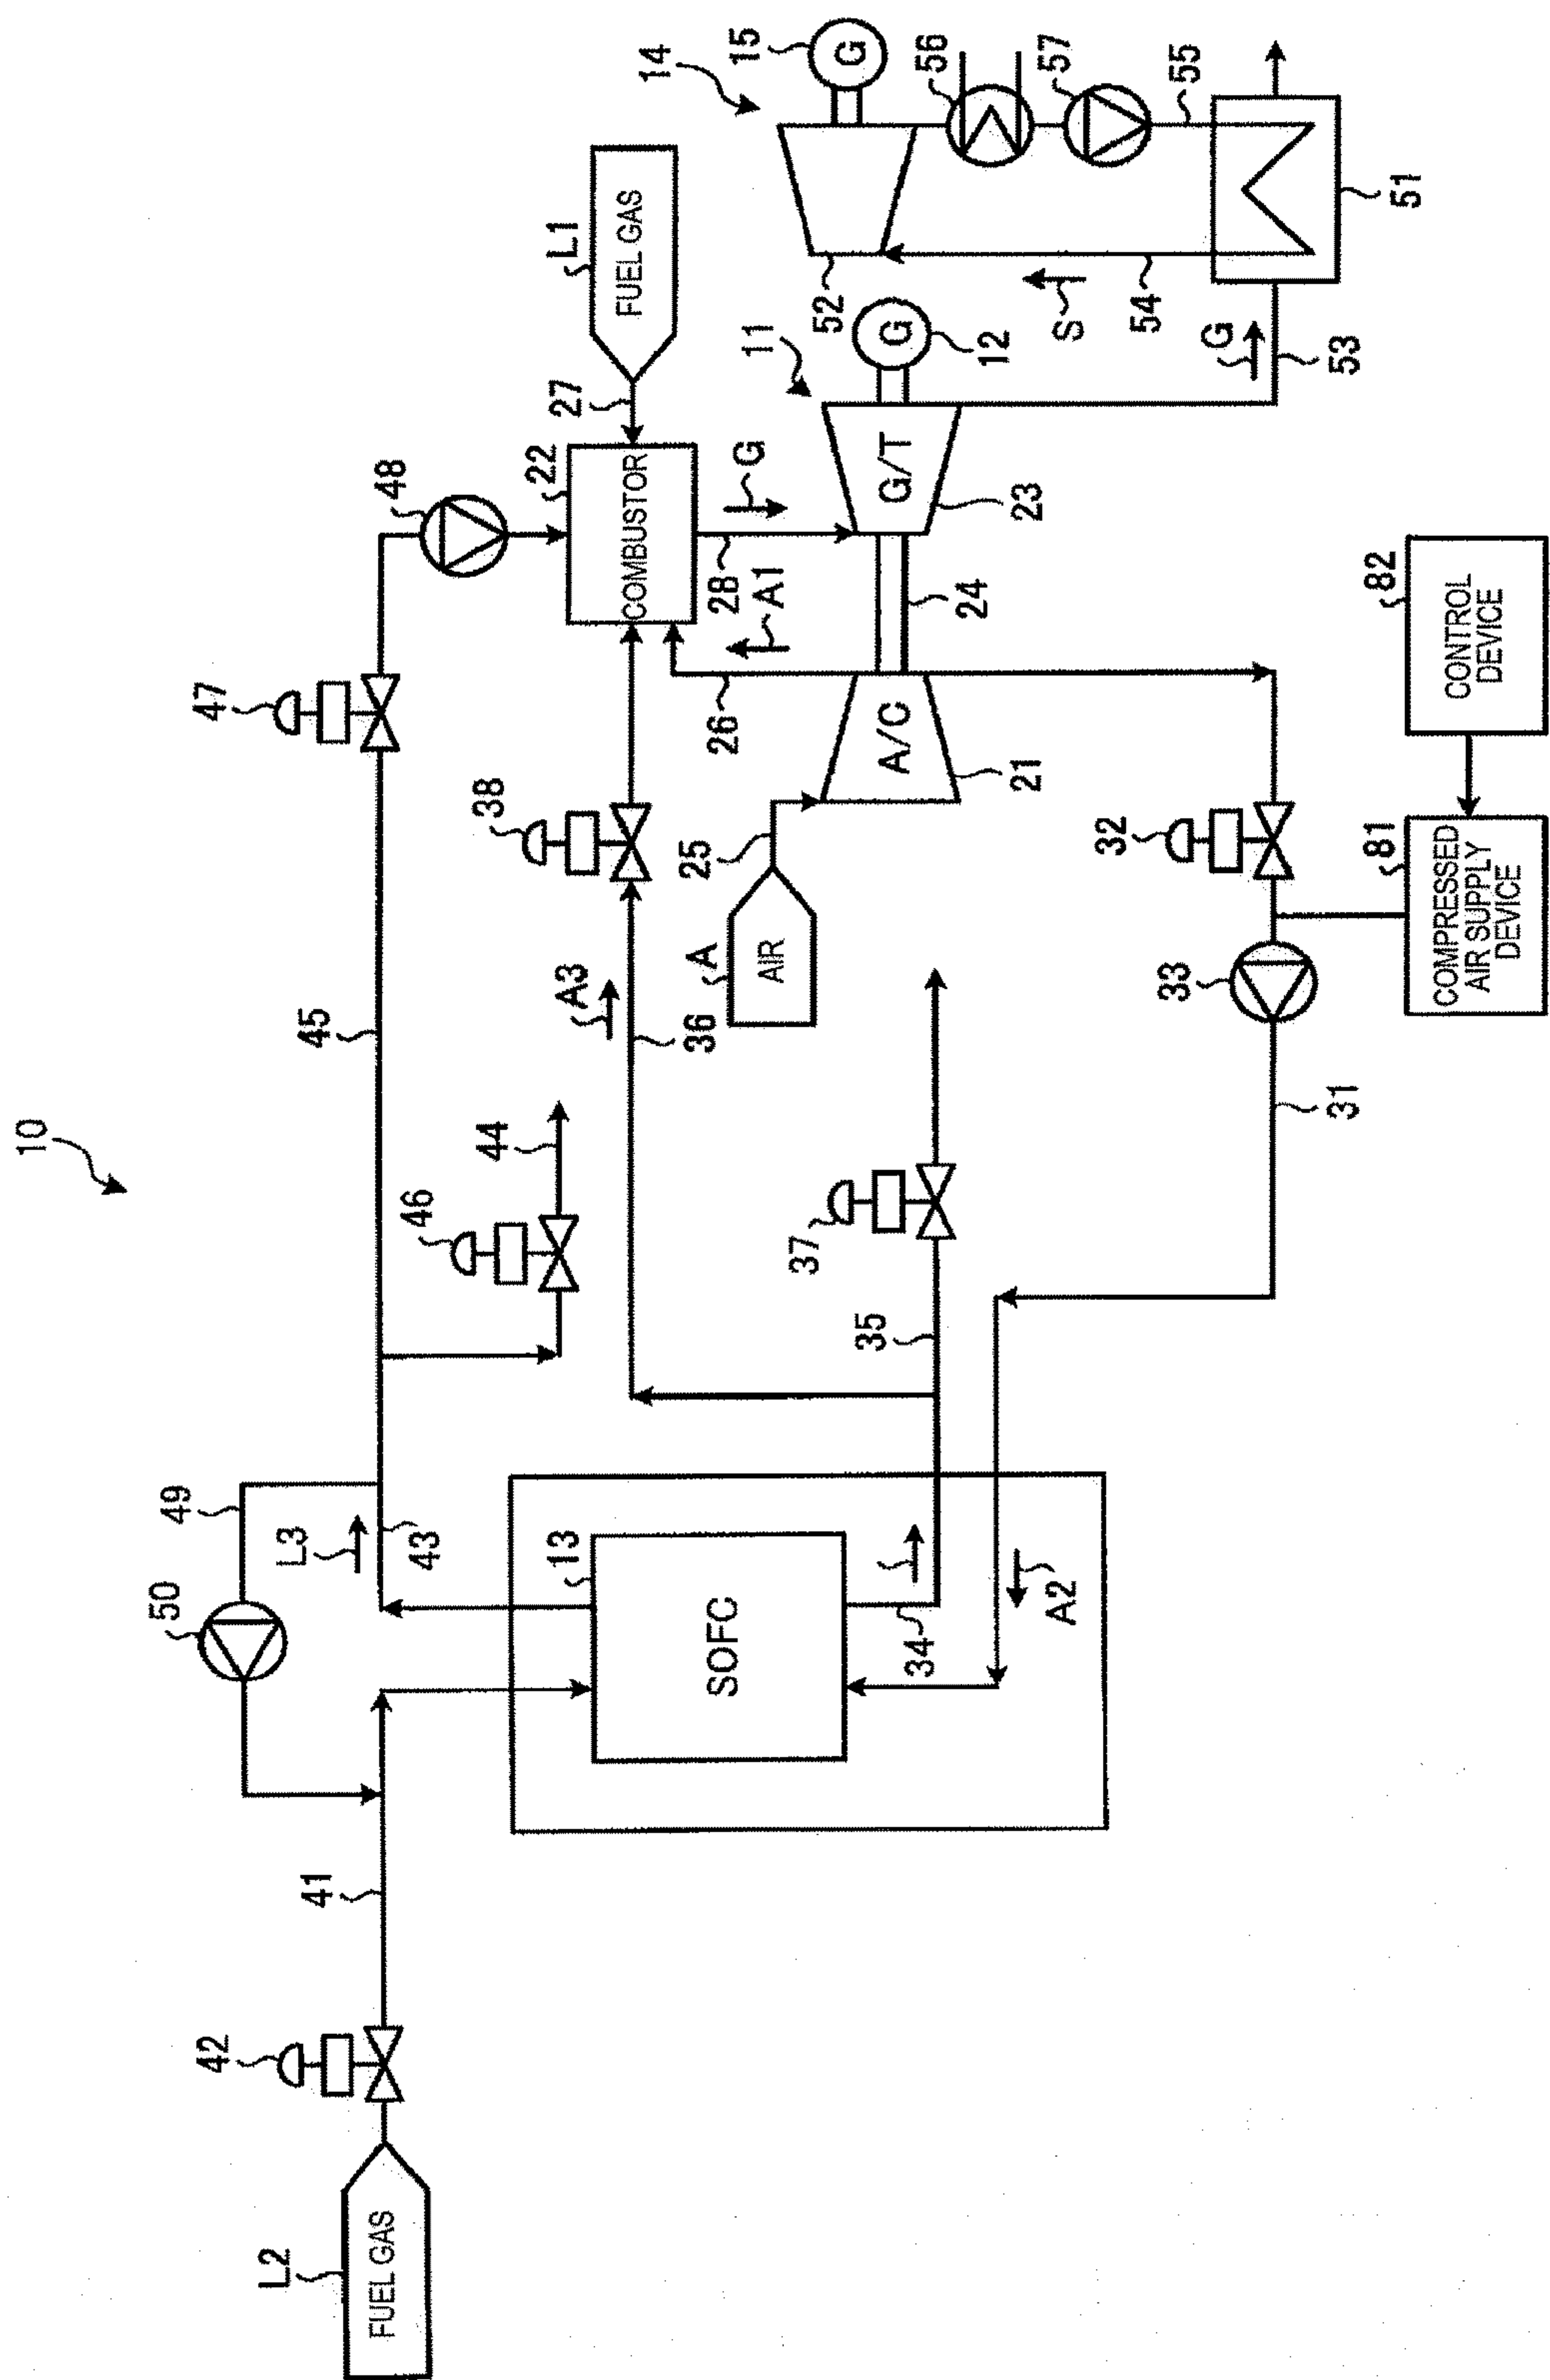 10
L2
FUEL GAS
42
41
50
49
L3
43
45
46
44
47
48
13
SOFC
34
A2
A3
36
38
35
37
31
A
AIR
25
26
A1
28
G
22
COMBUSTOR
27
L1
FUEL GAS
11
A/C
21
24
G/T
23
G
12
14
G
15
52
56
57
55
S
54
51
G
53
32
33
81
COMPRESSED
AIR SUPPLY
DEVICE
82
CONTROL
DEVICE